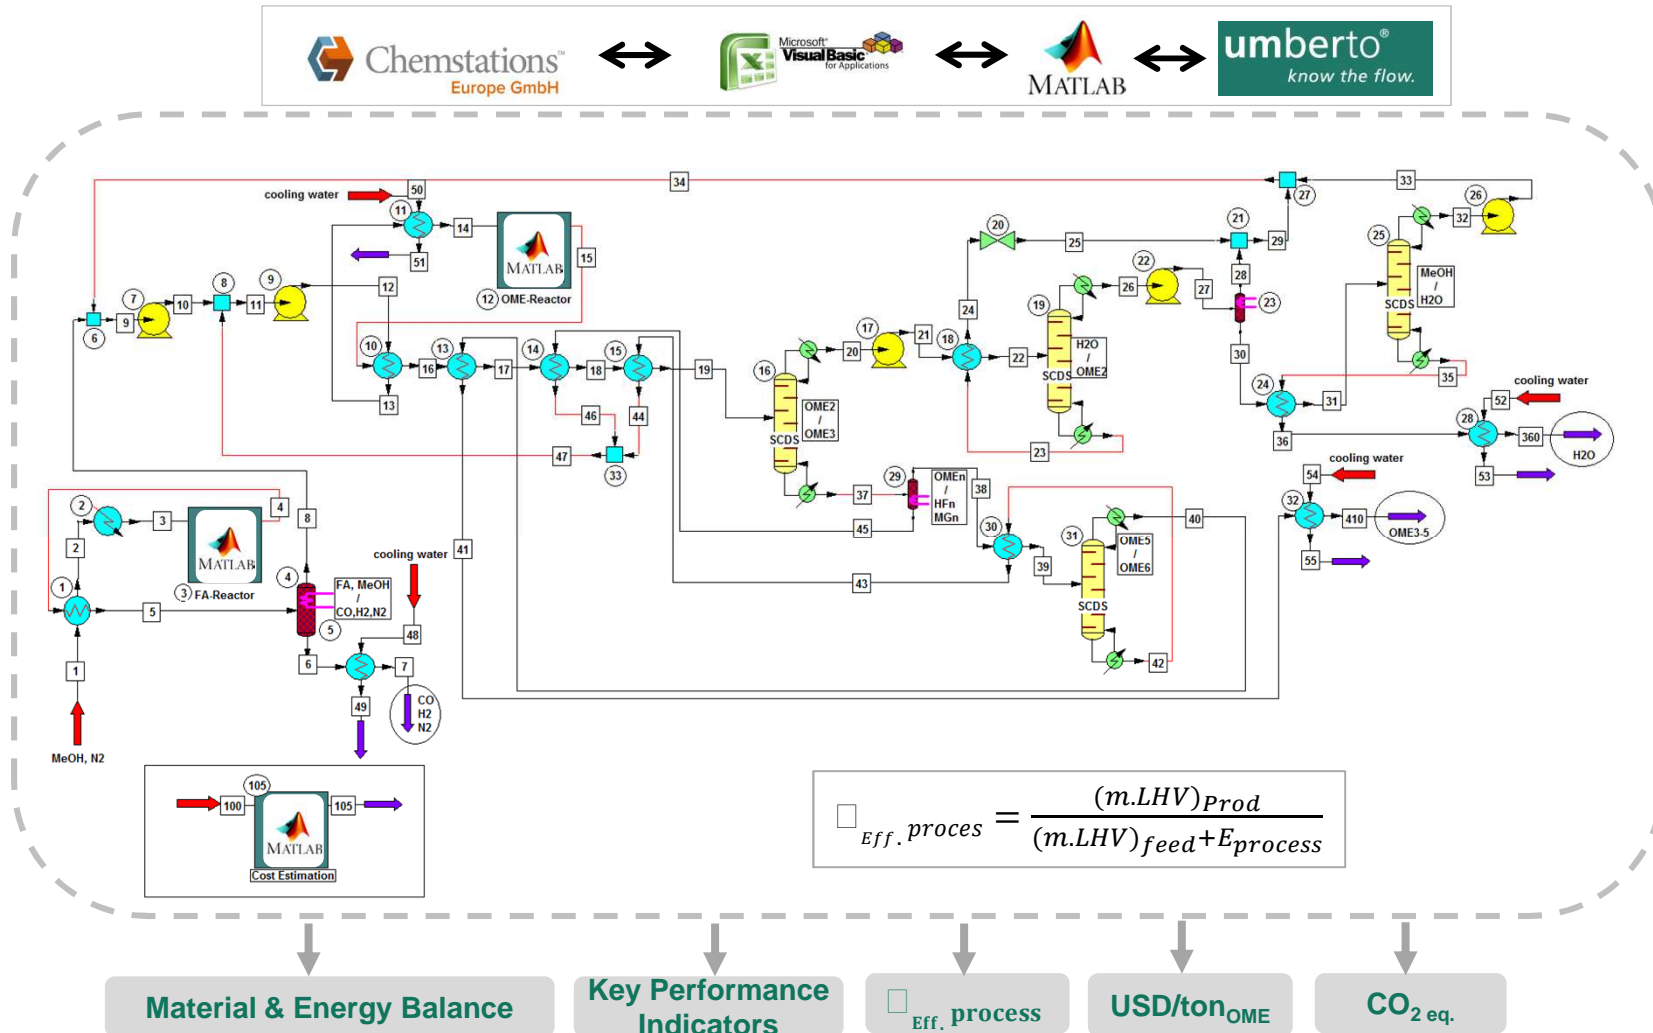 Chemstations™
Europe GmbH
Microsoft®
Visual Basic
for Applications
MATLAB
umberto®
know the flow.
34
33
cooling water
50
11
14
MATLAB
15
51
12 OME-Reactor
27
26
32
20
25
21
29
25
MeOH
/
H2O
SCDS
7
10
8
9
11
12
9
6
10
16
13
17
14
18
15
19
13
46
44
47
33
24
22
28
27
23
17
21
18
22
19
26
H2O
/
OME2
SCDS
20
16
OME2
/
OME3
SCDS
23
30
24
31
35
cooling water
52
28
36
360
H2O
53
cooling water
54
32
410
OME3-5
55
37
29
OMEn
/
HFn
MGn
38
45
30
39
31
OME5
/
OME6
SCDS
40
43
42
41
2
3
4
8
2
MATLAB
3 FA-Reactor
1
5
4
FA, MeOH
/
CO,H2,N2
5
cooling water
48
6
7
49
CO
H2
N2
1
MeOH, N2
100
105
105
MATLAB
Cost Estimation
□ Eff. proces = (m.LHV)Prod
(m.LHV)feed+Eprocess
Material & Energy Balance
Key Performance
Indicators
□ Eff. process
USD/tonOME
CO2 eq.